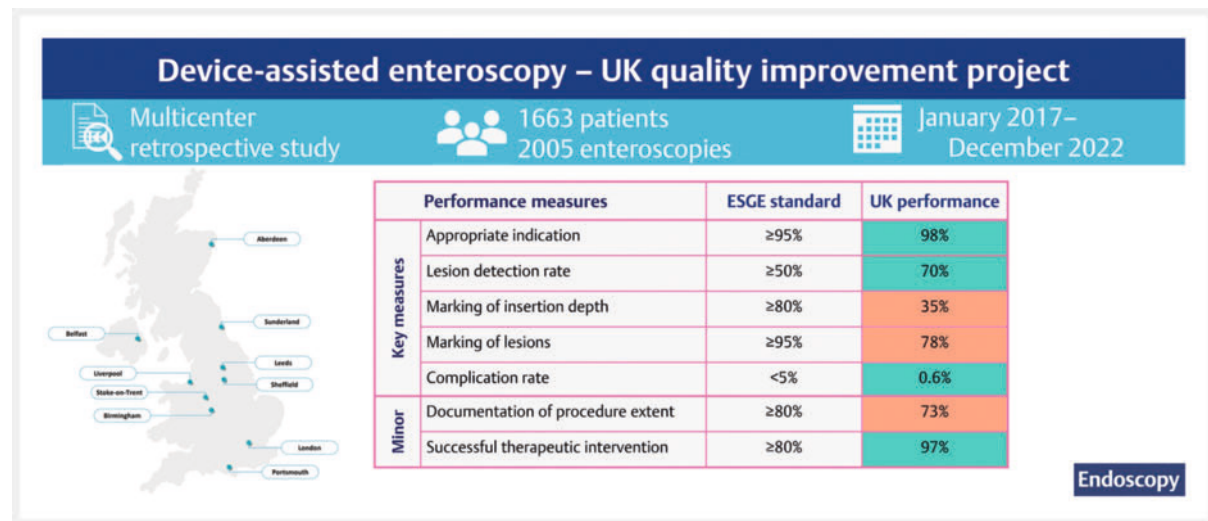 Device-assisted enteroscopy – UK quality improvement project
Multicenter
retrospective study
1663 patients
2005 enteroscopies
January 2017–
December 2022
Aberdeen
Sunderland
Belfast
Leeds
Liverpool
Sheffield
Stoke-on-Trent
Birmingham
London
Portsmouth
Performance measures ESGE standard UK performance
Key measures
Appropriate indication ≥95% 98%
Lesion detection rate ≥50% 70%
Marking of insertion depth ≥80% 35%
Marking of lesions ≥95% 78%
Complication rate <5% 0.6%
Minor
Documentation of procedure extent ≥80% 73%
Successful therapeutic intervention ≥80% 97%
Endoscopy